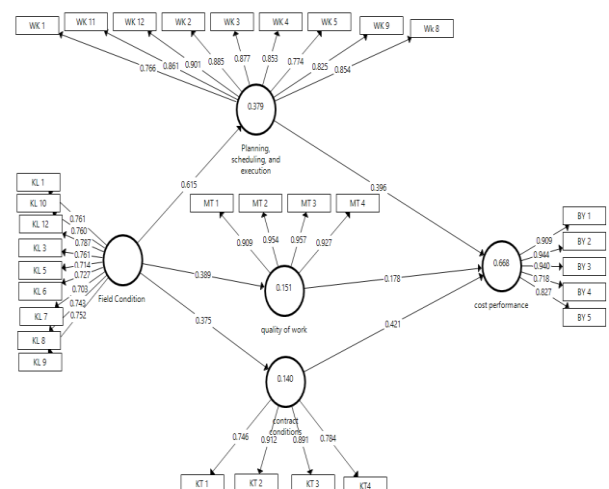 WK 1
WK 11
WK 12
WK 2
WK 3
WK 4
WK 5
WK 9
WK 8
0.766
0.861
0.901
0.885
0.877
0.853
0.774
0.825
0.854
0.379
Planning,
scheduling, and
execution
0.615
0.396
KL 1
KL 10
KL 12
KL 3
KL 5
KL 6
KL 7
KL 8
KL 9
0.761
0.760
0.787
0.761
0.714
0.727
0.703
0.743
0.752
Field Condition
MT 1
MT 2
MT 3
MT 4
0.909
0.954
0.957
0.927
0.389
0.151
quality of work
0.178
0.668
cost performance
BY 1
BY 2
BY 3
BY 4
BY 5
0.909
0.944
0.940
0.718
0.827
0.375
0.421
0.140
contract
conditions
0.746
0.912
0.891
0.784
KT 1
KT 2
KT 3
KT4